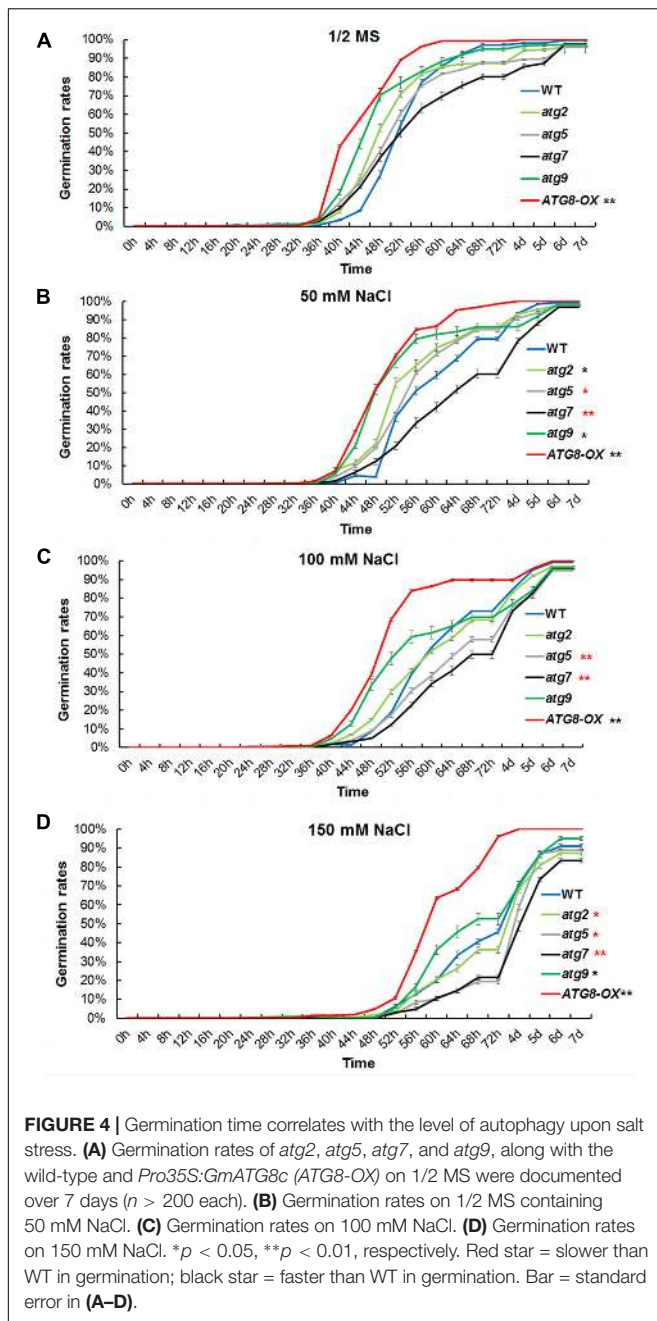 A
1/2 MS
Germination rates
100%
90%
80%
70%
60%
50%
40%
30%
20%
10%
0%
WT
atg2
atg5
atg7
atg9
ATG8-OX **
0h 4h 8h 12h 16h 20h 24h 28h 32h 36h 40h 44h 48h 52h 56h 60h 64h 68h 72h 4d 5d 6d 7d
Time
B
50 mM NaCl
Germination rates
100%
90%
80%
70%
60%
50%
40%
30%
20%
10%
0%
WT
atg2 *
atg5 *
atg7 **
atg9 *
ATG8-OX **
0h 4h 8h 12h 16h 20h 24h 28h 32h 36h 40h 44h 48h 52h 56h 60h 64h 68h 72h 4d 5d 6d 7d
Time
C
100 mM NaCl
Germination rates
100%
90%
80%
70%
60%
50%
40%
30%
20%
10%
0%
WT
atg2
atg5 **
atg7 **
atg9
ATG8-OX **
0h 4h 8h 12h 16h 20h 24h 28h 32h 36h 40h 44h 48h 52h 56h 60h 64h 68h 72h 4d 5d 6d 7d
Time
D
150 mM NaCl
Germination rates
100%
90%
80%
70%
60%
50%
40%
30%
20%
10%
0%
WT
atg2 *
atg5 *
atg7 **
atg9 *
ATG8-OX**
0h 4h 8h 12h 16h 20h 24h 28h 32h 36h 40h 44h 48h 52h 56h 60h 64h 68h 72h 4d 5d 6d 7d
Time
FIGURE 4 | Germination time correlates with the level of autophagy upon salt
stress. (A) Germination rates of atg2, atg5, atg7, and atg9, along with the
wild-type and Pro35S:GmATG8c (ATG8-OX) on 1/2 MS were documented
over 7 days (n > 200 each). (B) Germination rates on 1/2 MS containing
50 mM NaCl. (C) Germination rates on 100 mM NaCl. (D) Germination rates
on 150 mM NaCl. *p < 0.05, **p < 0.01, respectively. Red star = slower than
WT in germination; black star = faster than WT in germination. Bar = standard
error in (A–D).